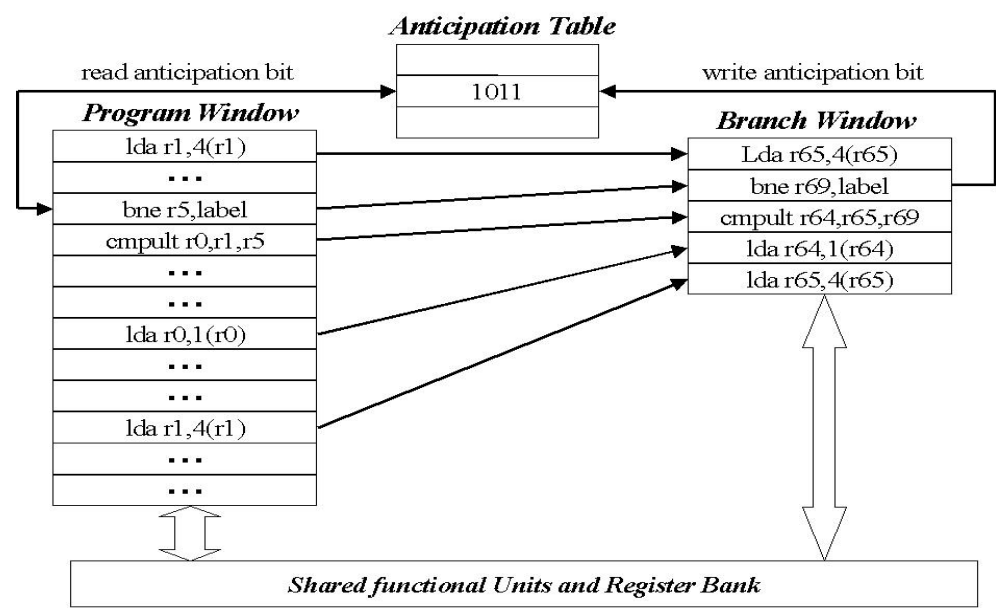 Anticipation Table
read anticipation bit
write anticipation bit
1011
Program Window
lda r1,4(r1)
...
bne r5,label
cmpult r0,r1,r5
...
...
lda r0,1(r0)
...
...
lda r1,4(r1)
...
...
Branch Window
Lda r65,4(r65)
bne r69,label
cmpult r64,r65,r69
lda r64,1(r64)
lda r65,4(r65)
Shared functional Units and Register Bank